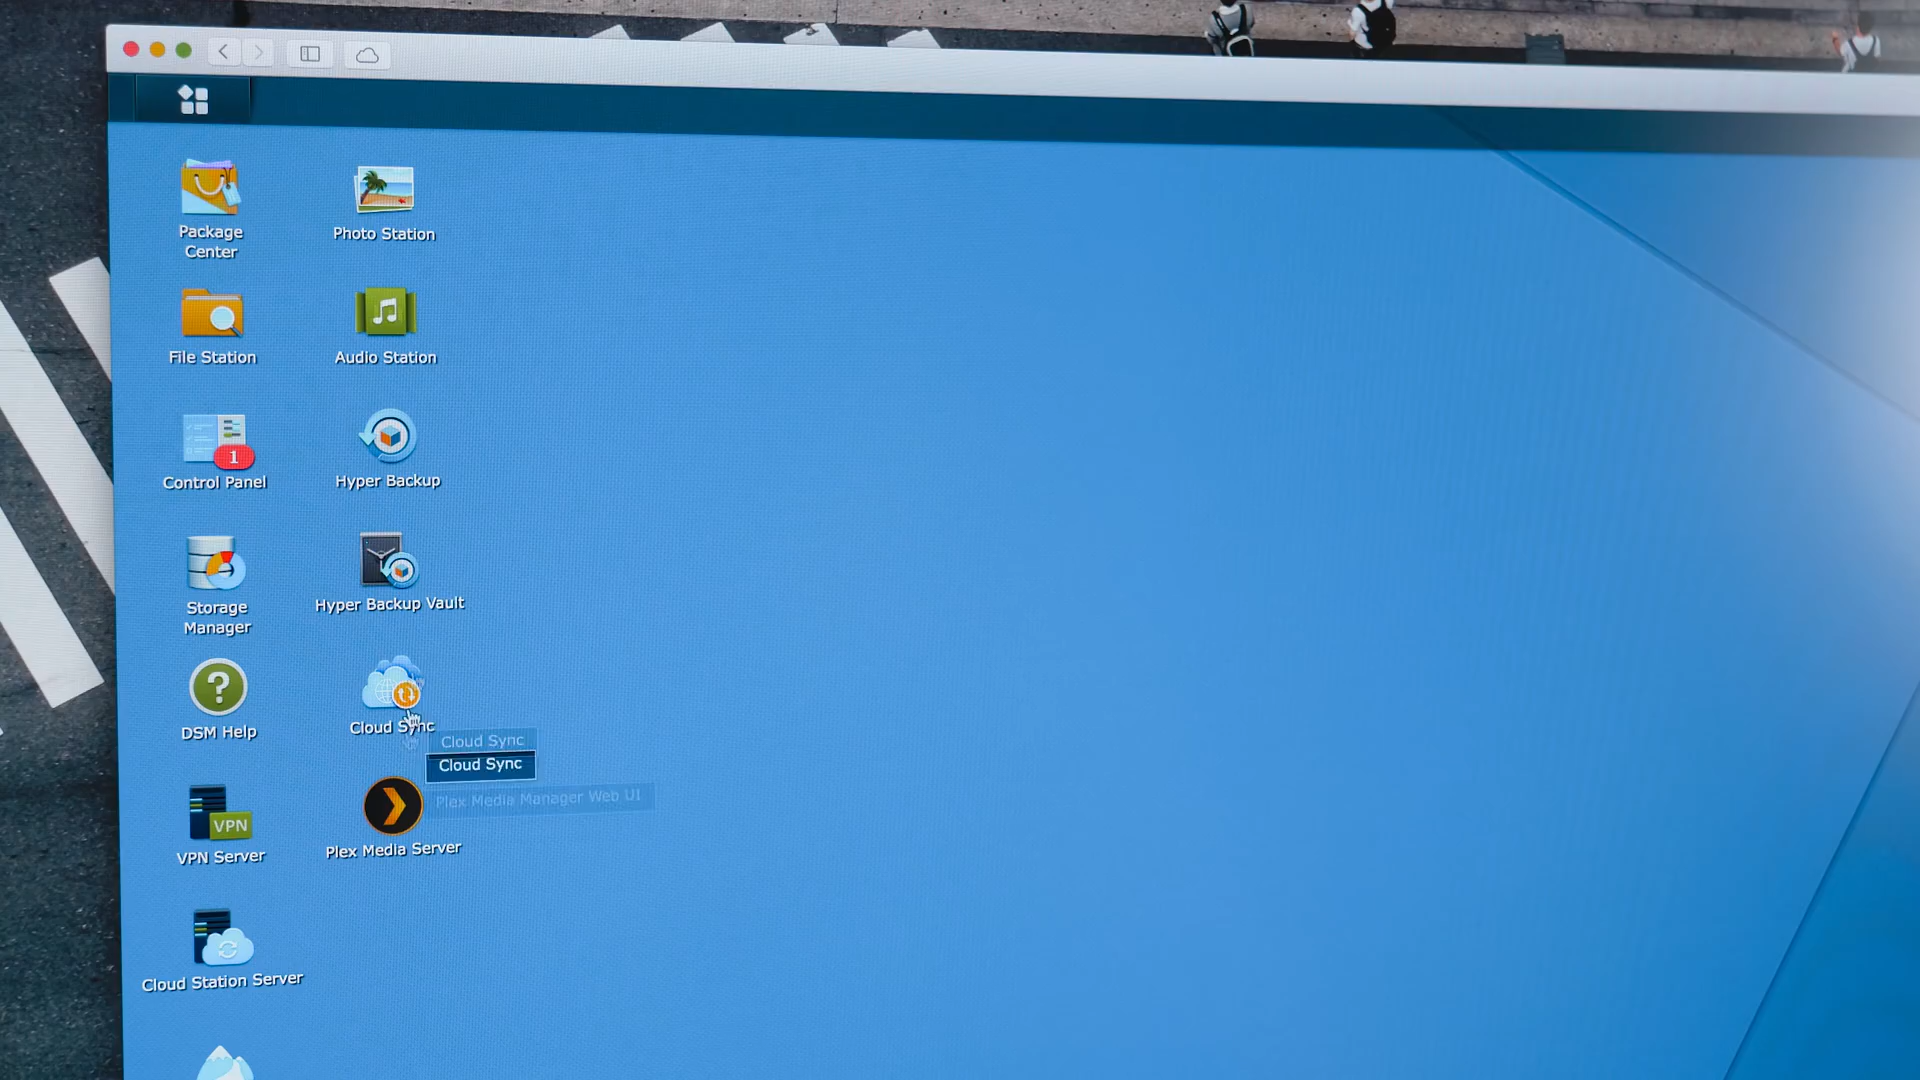 Package
Center
Photo Station
File Station
Audio Station
1
Control Panel
Hyper Backup
Storage
Manager
Hyper Backup Vault
?
DSM Help
Cloud Sync
Cloud Sync
Cloud Sync
Plex Media Manager Web UI
VPN
VPN Server
Plex Media Server
Cloud Station Server